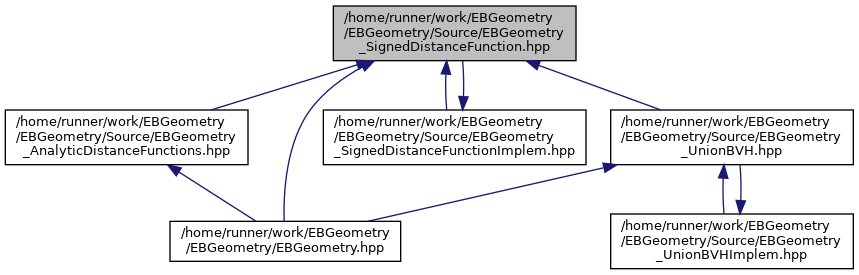 /home/runner/work/EBGeometry
/EBGeometry/Source/EBGeometry
_SignedDistanceFunction.hpp
/home/runner/work/EBGeometry
/EBGeometry/Source/EBGeometry
_AnalyticDistanceFunctions.hpp
/home/runner/work/EBGeometry
/EBGeometry/Source/EBGeometry
_SignedDistanceFunctionImplem.hpp
/home/runner/work/EBGeometry
/EBGeometry/Source/EBGeometry
_UnionBVH.hpp
/home/runner/work/EBGeometry
/EBGeometry/EBGeometry.hpp
/home/runner/work/EBGeometry
/EBGeometry/Source/EBGeometry
_UnionBVHImplem.hpp